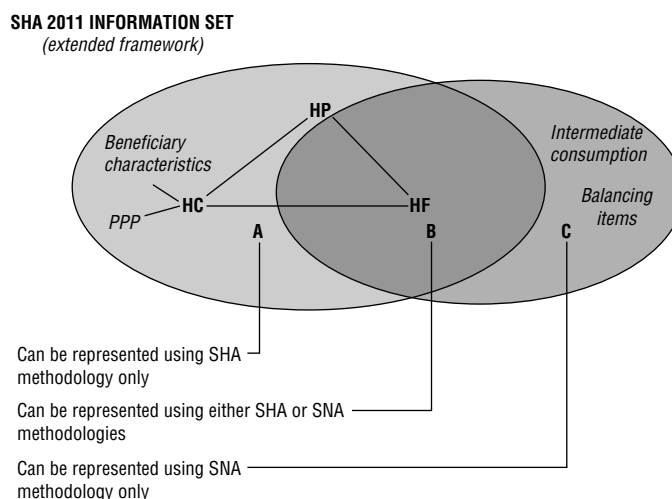 SHA 2011 INFORMATION SET
(extended framework)
HP
Beneficiary
characteristics
Intermediate
consumption
HC
HF
PPP
Balancing
items
A
B
C
Can be represented using SHA
methodology only
Can be represented using either SHA or SNA
methodologies
Can be represented using SNA
methodology only